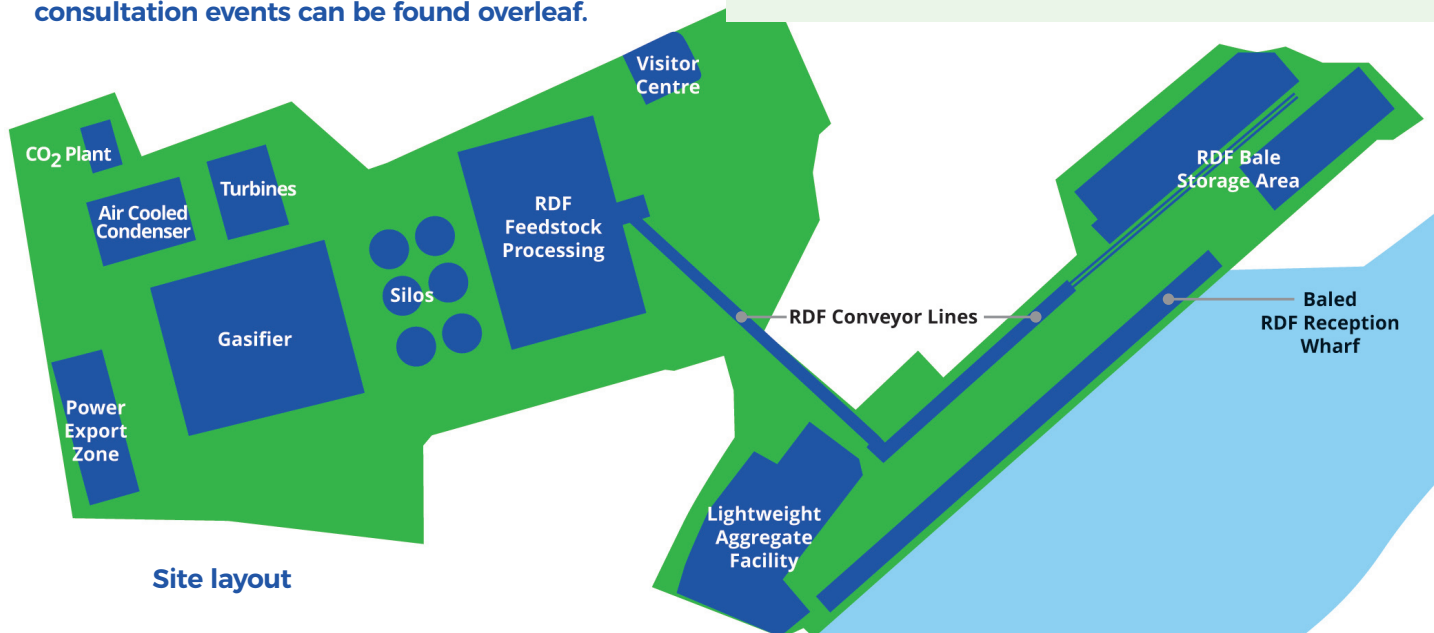 consultation events can be found overleaf.
Visitor
Centre
CO2 Plant
Turbines
Air Cooled
Condenser
RDF
Feedstock
Processing
RDF Bale
Storage Area
Silos
Gasifier
RDF Conveyor Lines
Baled
RDF Reception
Wharf
Power
Export
Zone
Lightweight
Aggregate
Facility
Site layout